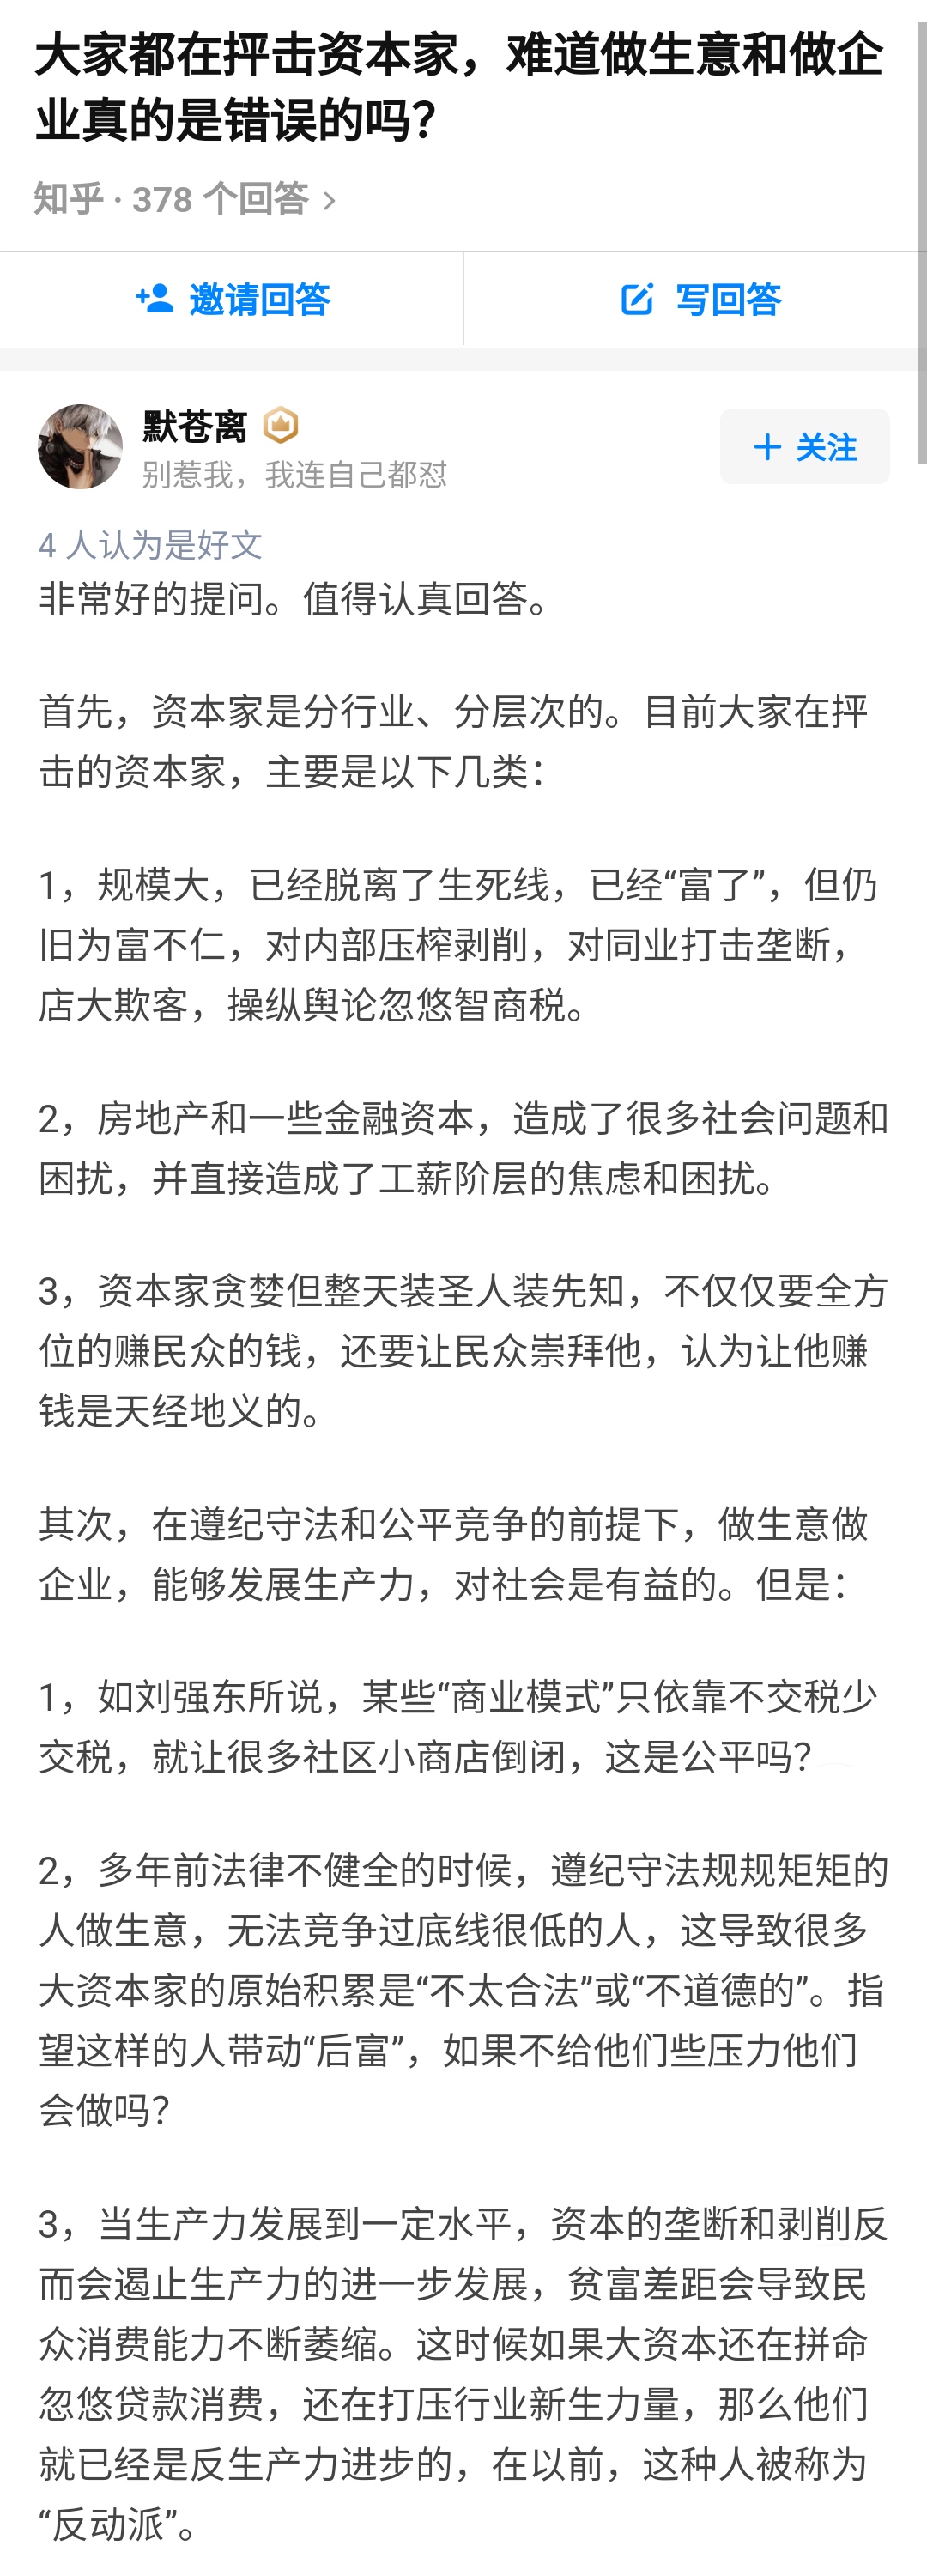 大家都在抨击资本家，难道做生意和做企
业真的是错误的吗？
知乎 · 378 个回答 >
邀请回答
写回答
默苍离
别惹我，我连自己都怼
+ 关注
4 人认为是好文
非常好的提问。值得认真回答。
首先，资本家是分行业、分层次的。目前大家在抨
击的资本家，主要是以下几类：
1，规模大，已经脱离了生死线，已经“富了”，但仍
旧为富不仁，对内部压榨剥削，对同业打击垄断，
店大欺客，操纵舆论忽悠智商税。
2，房地产和一些金融资本，造成了很多社会问题和
困扰，并直接造成了工薪阶层的焦虑和困扰。
3，资本家贪婪但整天装圣人装先知，不仅仅要全方
位的赚民众的钱，还要让民众崇拜他，认为让他赚
钱是天经地义的。
其次，在遵纪守法和公平竞争的前提下，做生意做
企业，能够发展生产力，对社会是有益的。但是：
1，如刘强东所说，某些“商业模式”只依靠不交税少
交税，就让很多社区小商店倒闭，这是公平吗？
2，多年前法律不健全的时候，遵纪守法规规矩矩的
人做生意，无法竞争过底线很低的人，这导致很多
大资本家的原始积累是“不太合法”或“不道德的”。指
望这样的人带动“后富”，如果不给他们些压力他们
会做吗？
3，当生产力发展到一定水平，资本的垄断和剥削反
而会遏止生产力的进一步发展，贫富差距会导致民
众消费能力不断萎缩。这时候如果大资本还在拼命
忽悠贷款消费，还在打压行业新生力量，那么他们
就已经是反生产力进步的，在以前，这种人被称为
“反动派”。